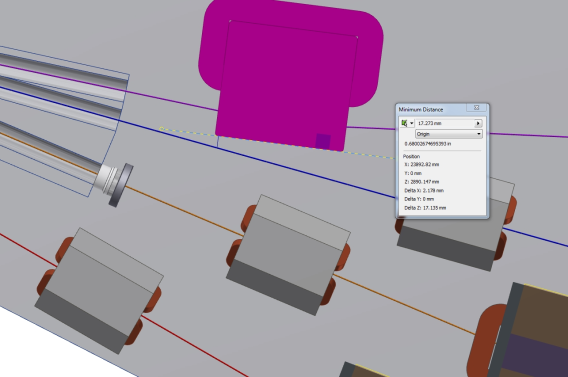 Minimum Distance
17.273 mm
Origin
0.68002674695393 in
Position
X: 23892.82 mm
Y: 0 mm
Z: 2890.147 mm
Delta X: 2.178 mm
Delta Y: 0 mm
Delta Z: 17.135 mm